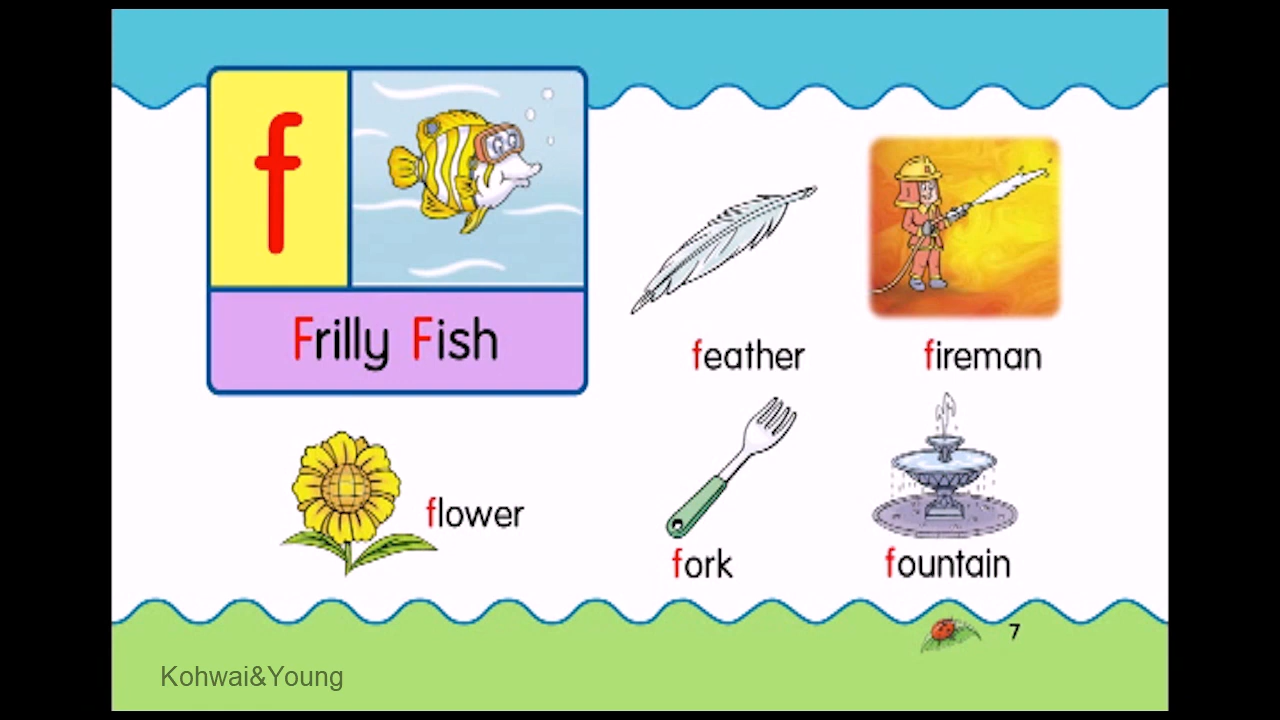 f
Frilly Fish
feather
fireman
flower
fork
fountain
7
Kohwai&Young